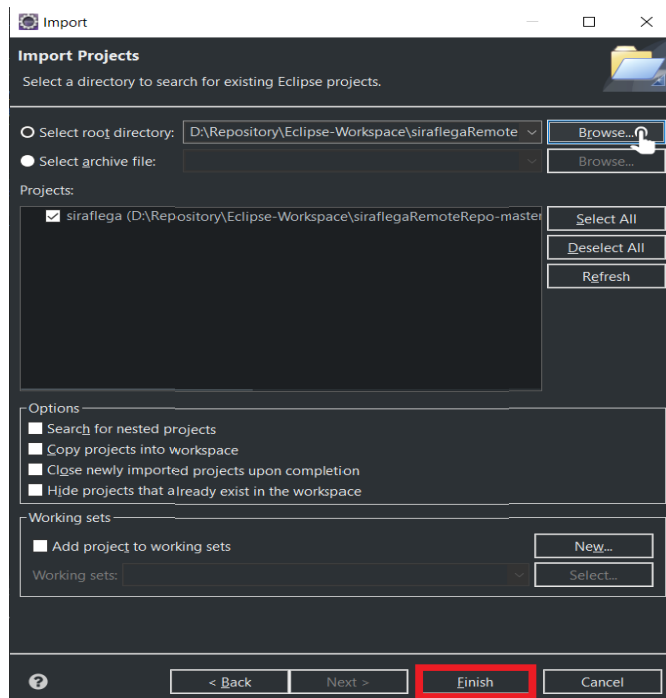 Import
Import Projects
Select a directory to search for existing Eclipse projects.
Select root directory: D:\Repository\Eclipse-Workspace\siraflegaRemote Browse...
Select archive file: Browse...
Projects:
siraflega (D:\Repository\Eclipse-Workspace\siraflegaRemoteRepo-master Select All
Deselect All
Refresh
Options
Search for nested projects
Copy projects into workspace
Close newly imported projects upon completion
Hide projects that already exist in the workspace
Working sets
Add project to working sets New...
Working sets: Select...
? < Back Next > Finish Cancel